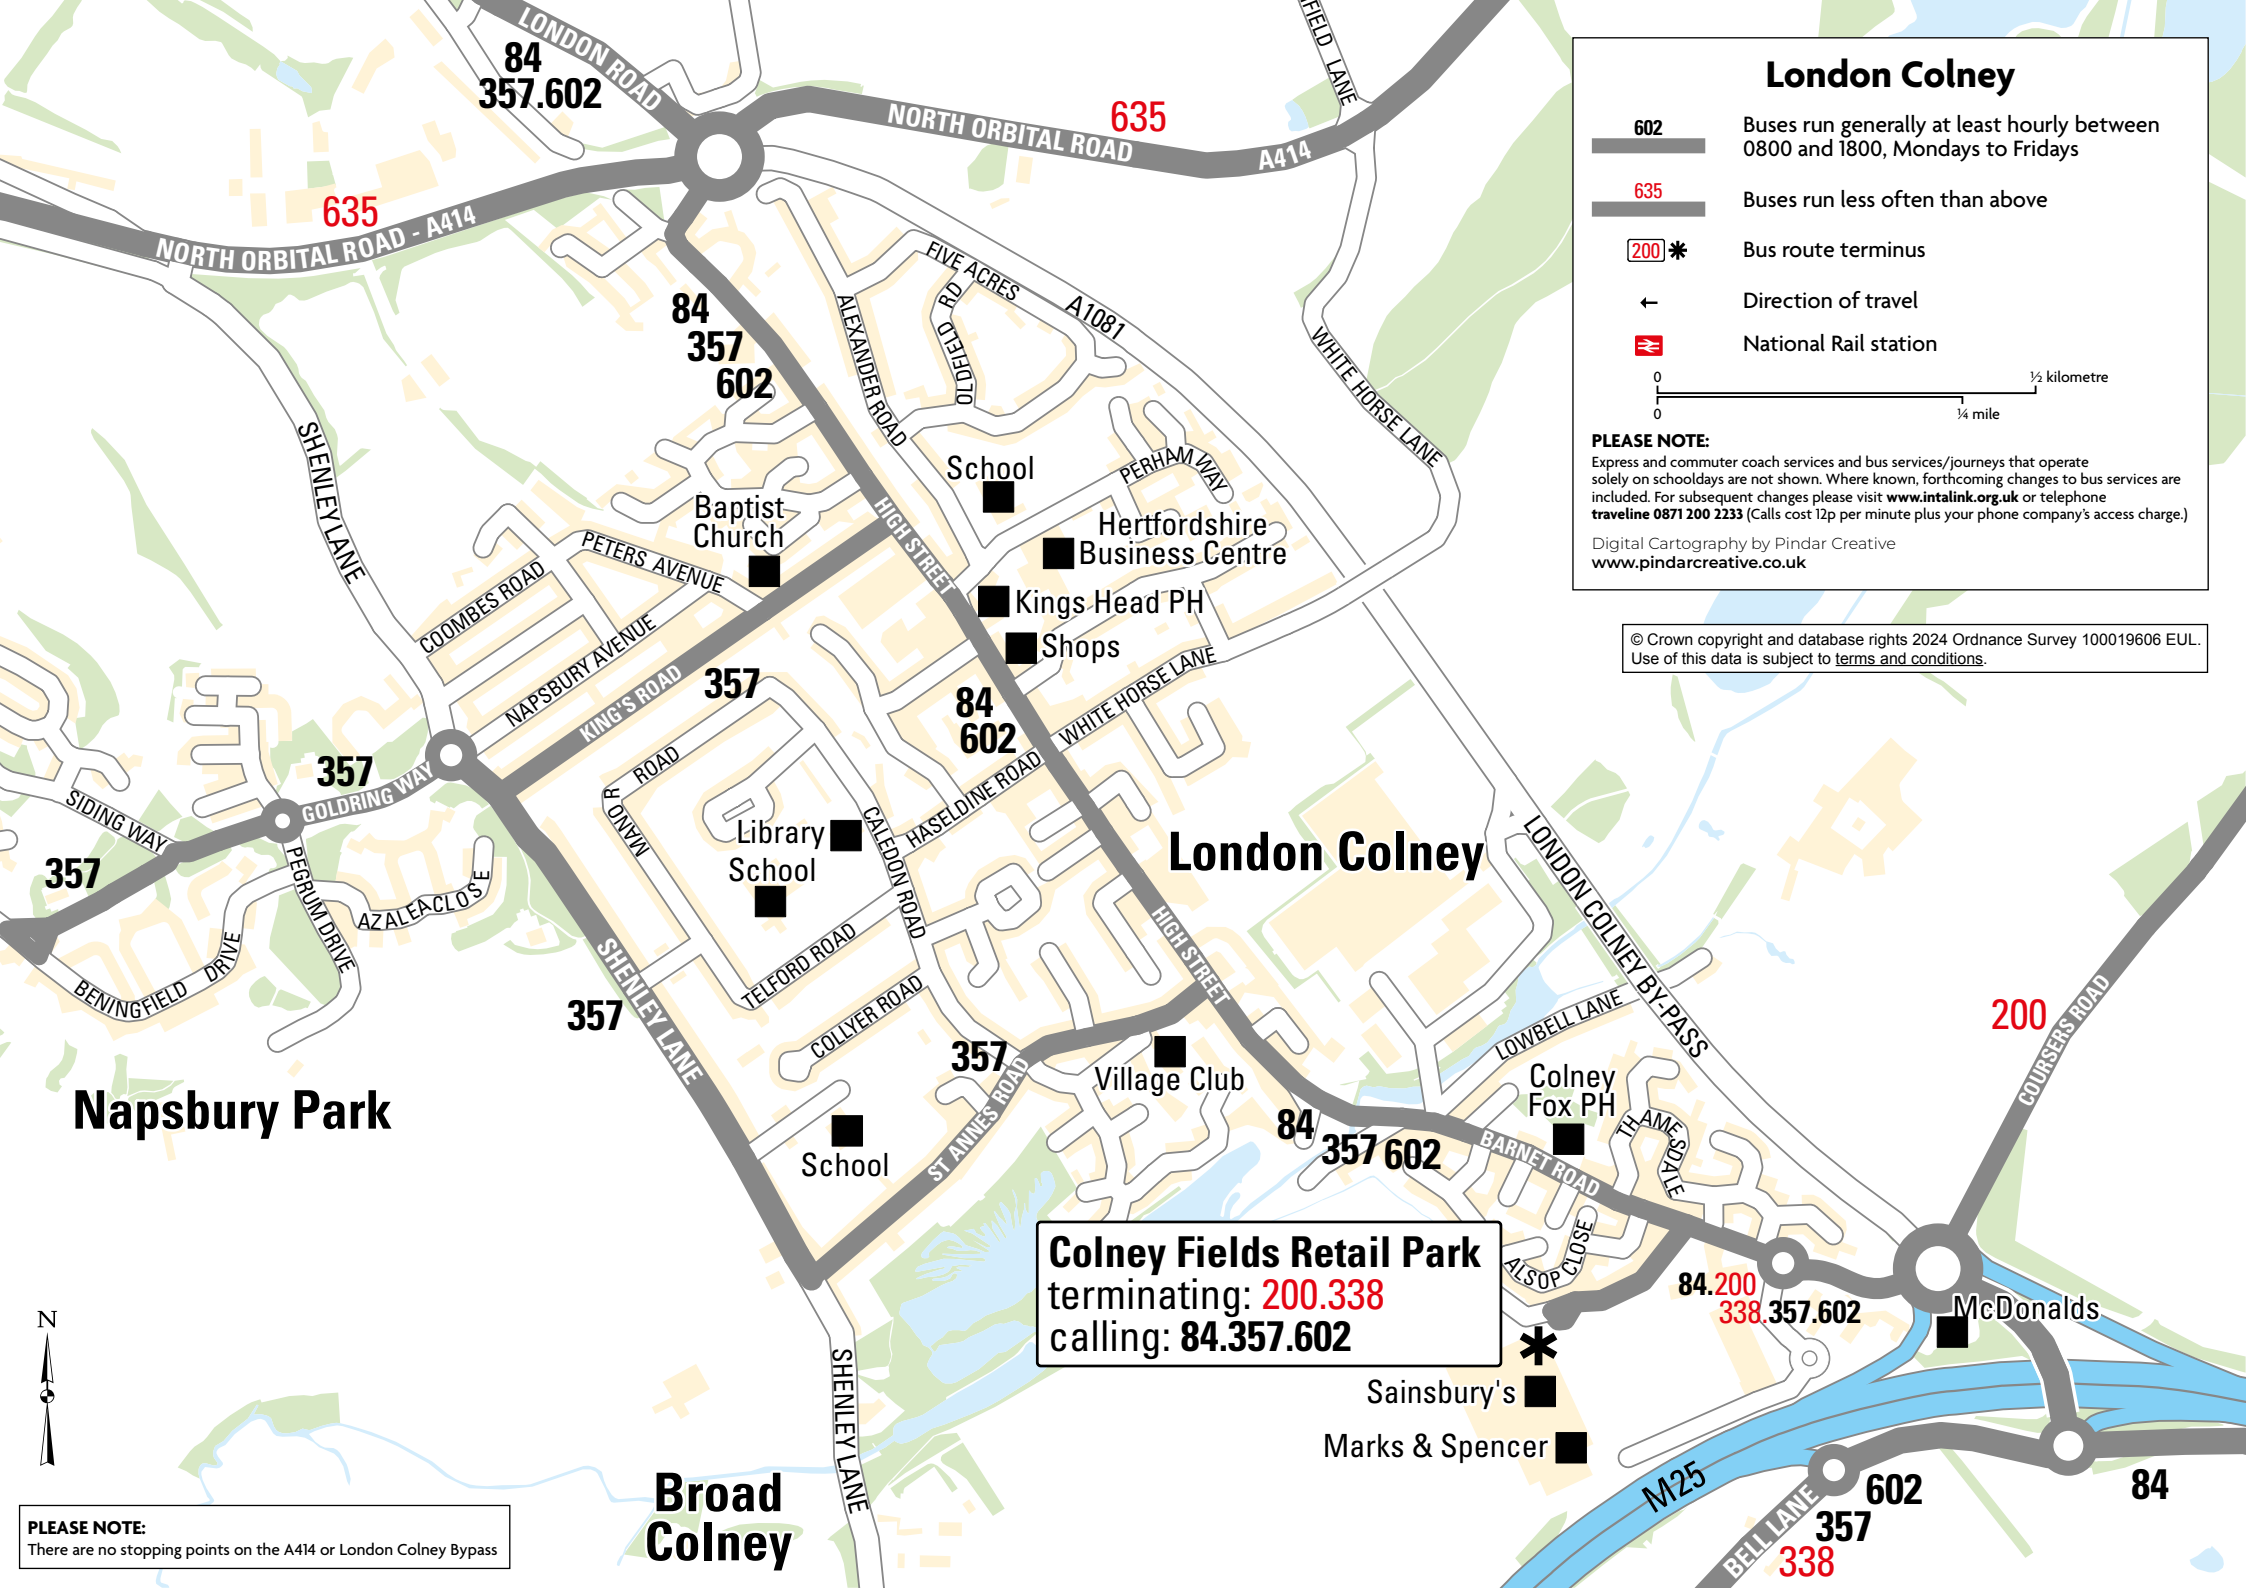 LONDON ROAD
84
357.602
FIELD LANE
635
NORTH ORBITAL ROAD
A414
635
NORTH ORBITAL ROAD - A414
London Colney
602
Buses run generally at least hourly between
0800 and 1800, Mondays to Fridays
635
Buses run less often than above
200
Bus route terminus
Direction of travel
National Rail station
0
½ kilometre
0
¼ mile
PLEASE NOTE:
Express and commuter coach services and bus services/journeys that operate
solely on schooldays are not shown. Where known, forthcoming changes to bus services are
included. For subsequent changes please visit www.intalink.org.uk or telephone
traveline 0871 200 2233 (Calls cost 12p per minute plus your phone company's access charge.)
Digital Cartography by Pindar Creative
www.pindarcreative.co.uk
© Crown copyright and database rights 2024 Ordnance Survey 100019606 EUL.
Use of this data is subject to terms and conditions.
FIVE ACRES
A1081
OLDFIELD RD
ALEXANDER ROAD
84
357
602
WHITE HORSE LANE
SHENLEY LANE
School
PERHAM WAY
Baptist
Church
HIGH STREET
Hertfordshire
Business Centre
PETERS AVENUE
COOMBES ROAD
Kings Head PH
NAPSBURY AVENUE
Shops
WHITE HORSE LANE
KING'S ROAD
357
84
602
MANOR ROAD
HASELDINE ROAD
357
GOLDRING WAY
SIDING WAY
357
Library
School
CALEDON ROAD
London Colney
LONDON COLNEY BY-PASS
PEGRUM DRIVE
AZALEA CLOSE
BENINGFIELD DRIVE
SHENLEY LANE
TELFORD ROAD
COLLYER ROAD
HIGH STREET
357
357
ST ANNES ROAD
Village Club
LOWBELL LANE
200
COURSERS ROAD
Colney
Fox PH
THAMESDALE
Napsbury Park
School
84
357 602
BARNET ROAD
ALSOP CLOSE
Colney Fields Retail Park
terminating: 200.338
calling: 84.357.602
84.200
338.357.602
McDonalds
Sainsbury's
Marks & Spencer
N
SHENLEY LANE
Broad
Colney
M25
602
357
338
84
BELL LANE
PLEASE NOTE:
There are no stopping points on the A414 or London Colney Bypass